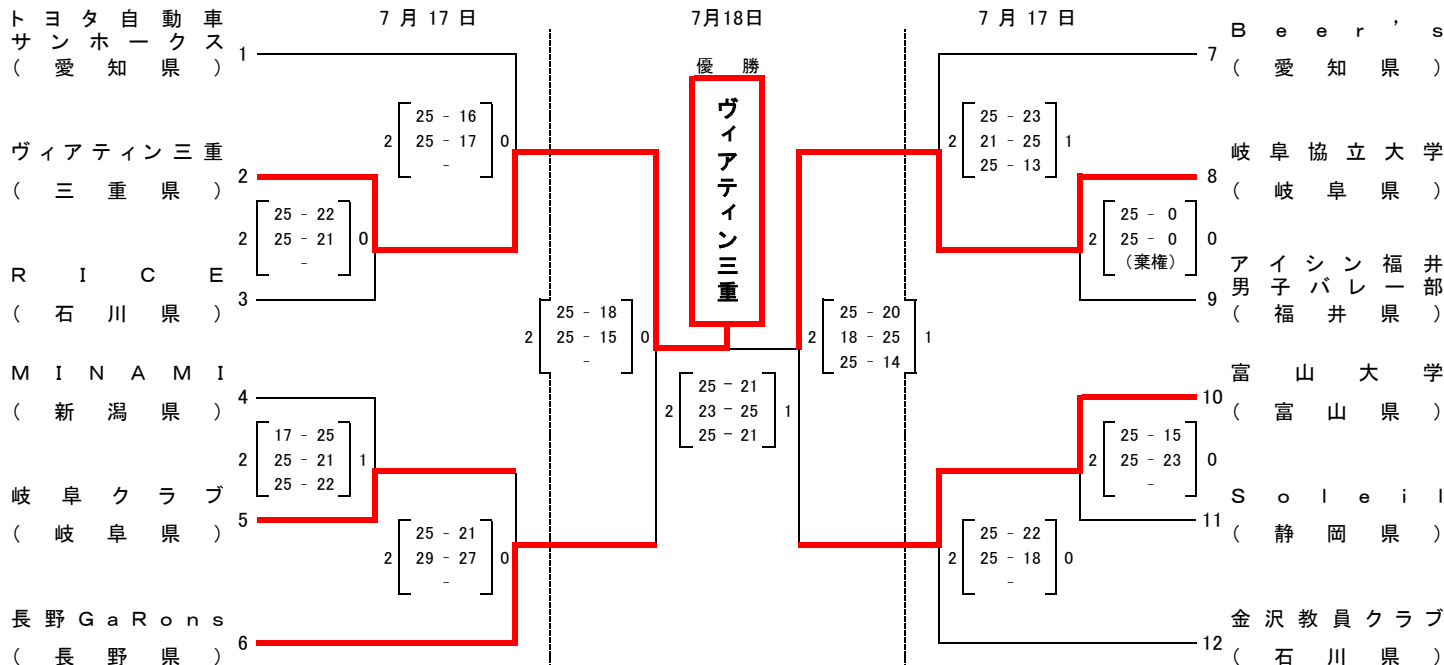 7 月 17 日
7月18日
7 月 17 日
優 勝
ヴィアティン三重
トヨタ自動車
サンホークス
( 愛 知 県 )
1
ヴィアティン三重
( 三 重 県 )
2
R I C E
( 石 川 県 )
3
M I N A M I
( 新 潟 県 )
4
岐 阜 ク ラ ブ
( 岐 阜 県 )
5
長野GaRons
( 長 野 県 )
6
2
25 - 16
25 - 17
-
0
2
25 - 22
25 - 21
-
0
2
17 - 25
25 - 21
25 - 22
1
2
25 - 21
29 - 27
-
0
2
25 - 18
25 - 15
-
0
2
25 - 21
23 - 25
25 - 21
1
2
25 - 20
18 - 25
25 - 14
1
2
25 - 23
21 - 25
25 - 13
1
2
25 - 0
25 - 0
(棄権)
0
2
25 - 15
25 - 23
-
0
2
25 - 22
25 - 18
-
0
7
Beer's
( 愛 知 県 )
8
岐阜協立大学
( 岐 阜 県 )
9
アイシン福井
男子バレー部
( 福 井 県 )
10
富 山 大 学
( 富 山 県 )
11
S o l e i l
( 静 岡 県 )
12
金沢教員クラブ
( 石 川 県 )